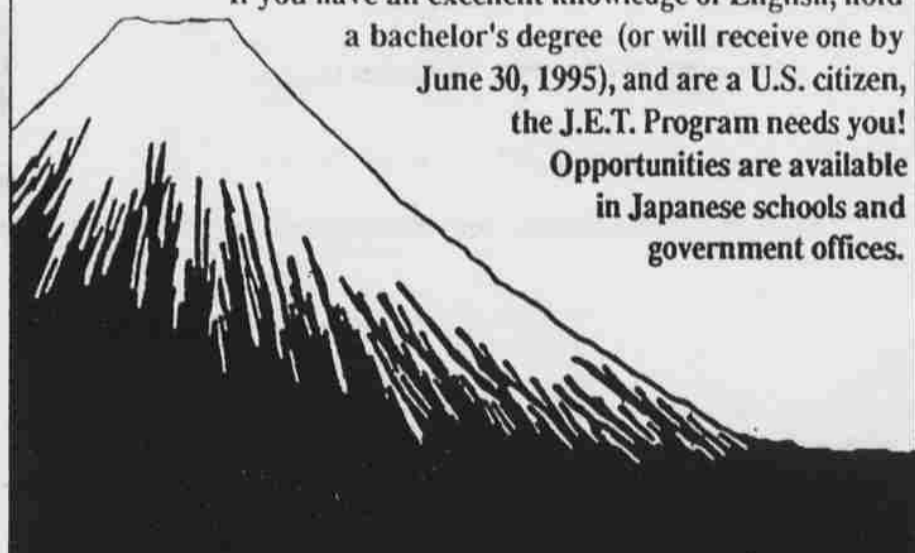 If you have an excellent knowledge of English, hold
a bachelor's degree (or will receive one by
June 30, 1995), and are a U.S. citizen,
the J.E.T. Program needs you!
Opportunities are available
in Japanese schools and
government offices.